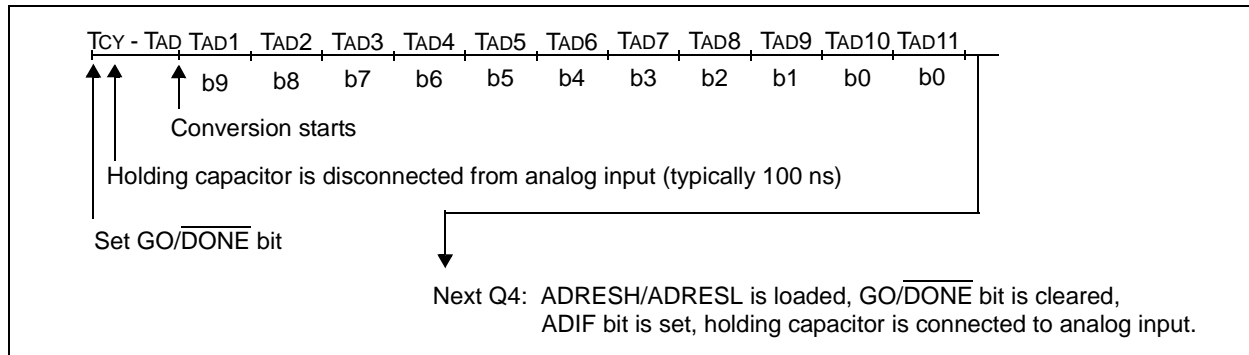 TCY - TAD TAD1 TAD2 TAD3 TAD4 TAD5 TAD6 TAD7 TAD8 TAD9 TAD10 TAD11
b9 b8 b7 b6 b5 b4 b3 b2 b1 b0 b0
Conversion starts
Holding capacitor is disconnected from analog input (typically 100 ns)
Set GO/DONE bit
Next Q4: ADRESH/ADRESL is loaded, GO/DONE bit is cleared,
ADIF bit is set, holding capacitor is connected to analog input.